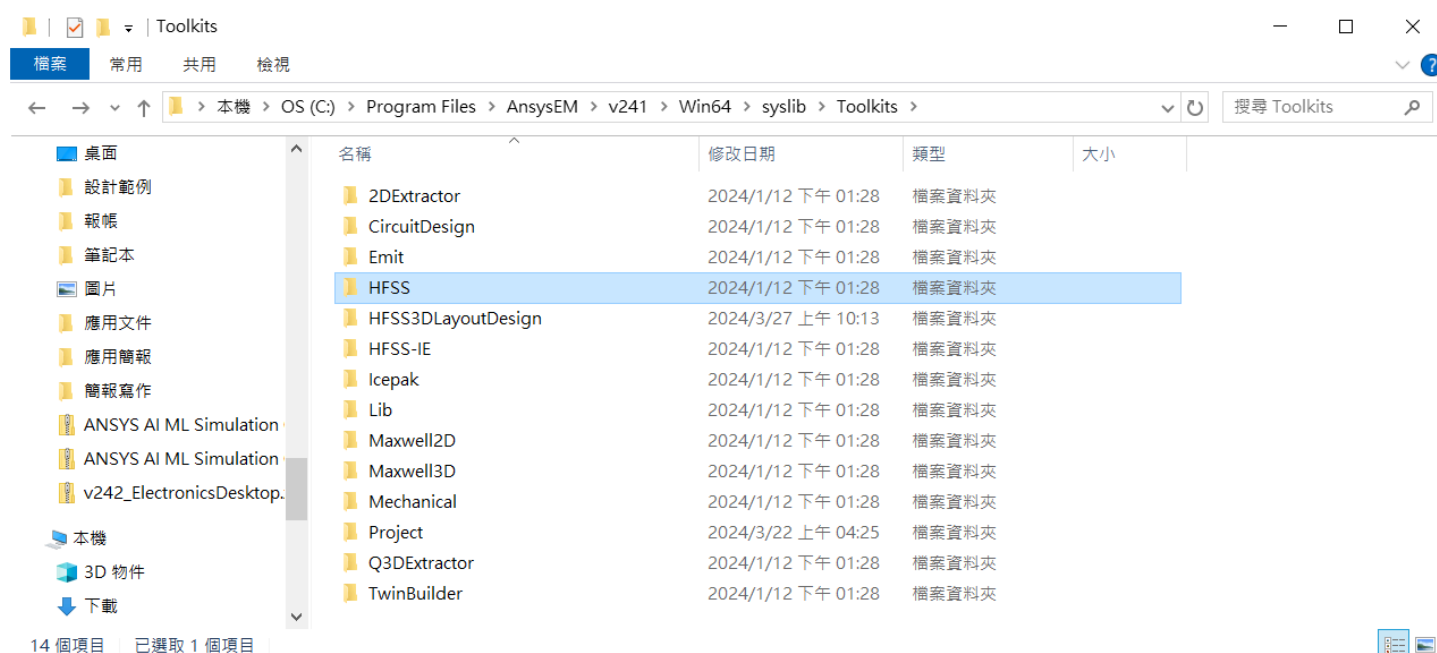 Toolkits
檔案 常用 共用 檢視 ?
本機 > OS (C:) > Program Files > AnsysEM > v241 > Win64 > syslib > Toolkits > 搜尋 Toolkits
桌面
設計範例
報帳
筆記本
圖片
應用文件
應用簡報
簡報寫作
ANSYS AI ML Simulation
ANSYS AI ML Simulation
v242_ElectronicsDesktop.
本機
3D 物件
下載
名稱 修改日期 類型 大小
2DExtractor 2024/1/12 下午 01:28 檔案資料夾
CircuitDesign 2024/1/12 下午 01:28 檔案資料夾
Emit 2024/1/12 下午 01:28 檔案資料夾
HFSS 2024/1/12 下午 01:28 檔案資料夾
HFSS3DLayoutDesign 2024/3/27 上午 10:13 檔案資料夾
HFSS-IE 2024/1/12 下午 01:28 檔案資料夾
Icepak 2024/1/12 下午 01:28 檔案資料夾
Lib 2024/1/12 下午 01:28 檔案資料夾
Maxwell2D 2024/1/12 下午 01:28 檔案資料夾
Maxwell3D 2024/1/12 下午 01:28 檔案資料夾
Mechanical 2024/1/12 下午 01:28 檔案資料夾
Project 2024/3/22 上午 04:25 檔案資料夾
Q3DExtractor 2024/1/12 下午 01:28 檔案資料夾
TwinBuilder 2024/1/12 下午 01:28 檔案資料夾
14 個項目 已選取 1 個項目